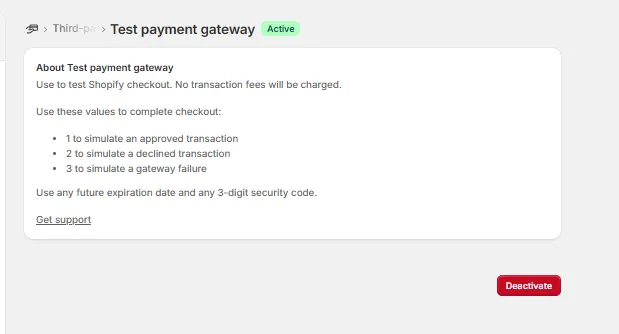 Third-pa
Test payment gateway
Active
About Test payment gateway
Use to test Shopify checkout. No transaction fees will be charged.
Use these values to complete checkout:
1 to simulate an approved transaction
2 to simulate a declined transaction
3 to simulate a gateway failure
Use any future expiration date and any 3-digit security code.
Get support
Deactivate